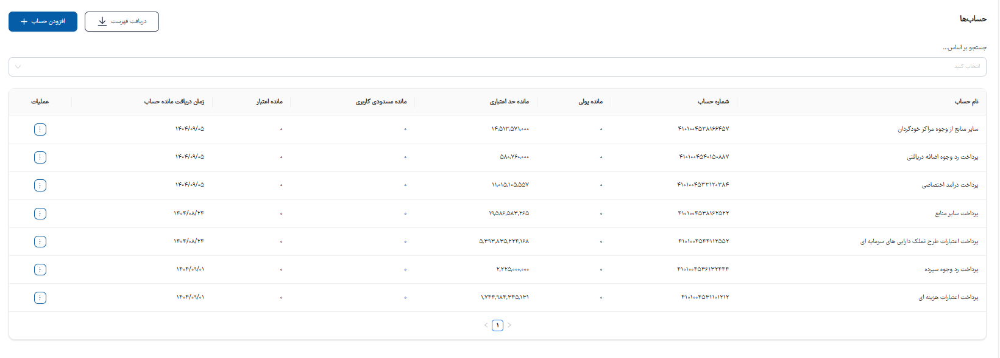 حساب‌ها
دریافت فهرست
افزودن حساب +
جستجو بر اساس...
انتخاب کنید
نام حساب شماره حساب مانده پولی مانده حد اعتباری مانده مسدودی کاربری مانده اعتبار زمان دریافت مانده حساب عملیات
سایر منابع از وجوه مراکز خودگردان ۴۱۰۱۰۰۴۵۳۸۱۶۶۴۵۷ ۰ ۱۴,۵۱۳,۵۷۱,۰۰۰ ۰ ۰ ۱۴۰۴/۰۹/۰۵
پرداخت رد وجوه اضافه دریافتی ۴۱۰۱۰۰۴۵۴۰۱۵۰۸۸۷ ۰ ۵۸۰,۷۶۰,۰۰۰ ۰ ۰ ۱۴۰۴/۰۹/۰۵
پرداخت درآمد اختصاصی ۴۱۰۱۰۰۴۵۳۳۱۲۰۳۸۴ ۰ ۱۱,۰۱۵,۱۰۵,۵۵۷ ۰ ۰ ۱۴۰۴/۰۹/۰۵
پرداخت سایر منابع ۴۱۰۱۰۰۴۵۳۸۱۶۲۵۲۲ ۰ ۱۹,۵۸۶,۵۸۳,۲۶۵ ۰ ۰ ۱۴۰۴/۰۸/۲۴
پرداخت اعتبارات طرح تملک دارایی های سرمایه ای ۴۱۰۱۰۰۴۵۴۴۱۱۲۵۵۲ ۰ ۵,۳۹۳,۸۳۵,۲۲۴,۱۶۸ ۰ ۰ ۱۴۰۴/۰۸/۲۴
پرداخت رد وجوه سپرده ۴۱۰۱۰۰۴۵۳۶۱۳۲۴۴۴ ۰ ۲,۲۲۵,۰۰۰,۰۰۰ ۰ ۰ ۱۴۰۴/۰۹/۰۱
پرداخت اعتبارات هزینه ای ۴۱۰۱۰۰۴۵۳۱۱۰۱۲۱۲ ۰ ۱,۷۴۴,۹۸۴,۳۴۵,۱۳۱ ۰ ۰ ۱۴۰۴/۰۹/۰۱
۱